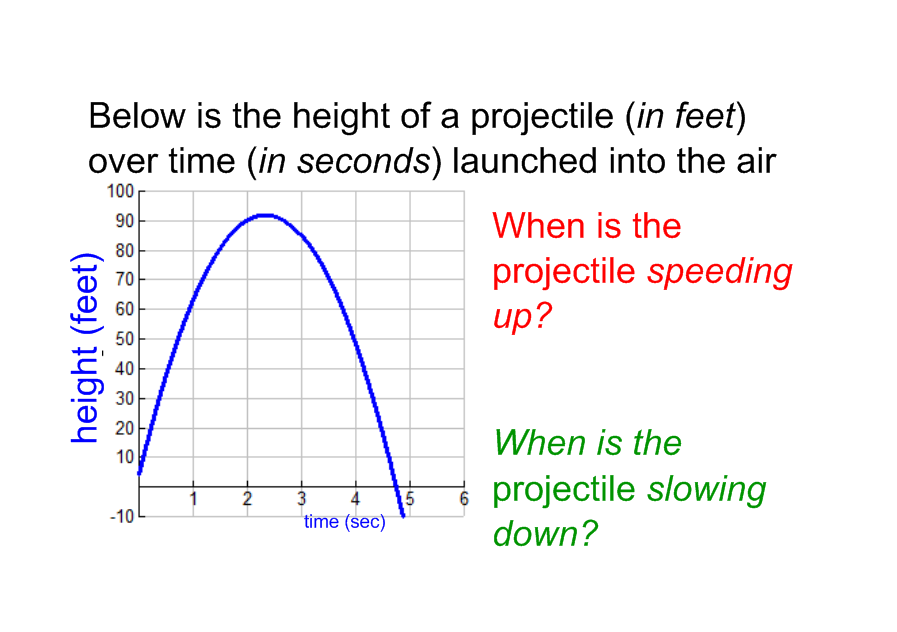 Below is the height of a projectile (in feet)
over time (in seconds) launched into the air
height (feet)
100
90
80
70
60
50
40
30
20
10
-10
1 2 3 4 5 6
time (sec)
When is the
projectile speeding
up?
When is the
projectile slowing
down?